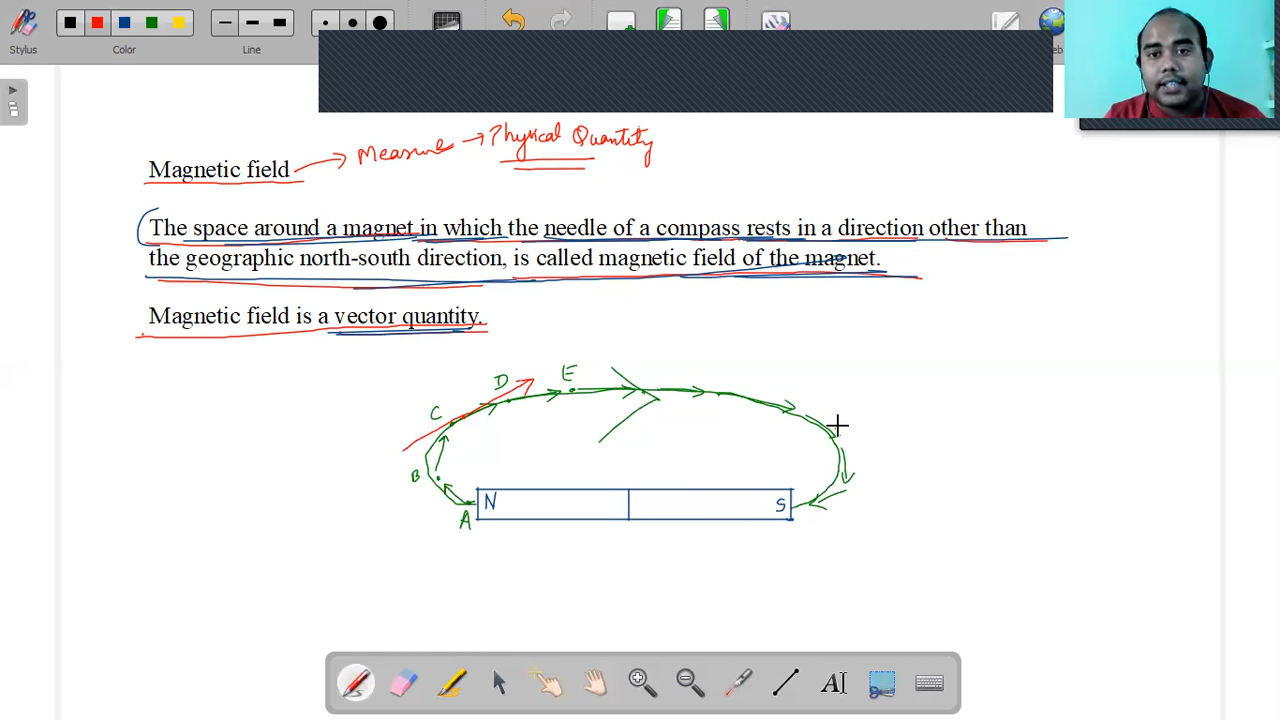 Stylus
Color
Line
eb
Magnetic field → Measure → Physical Quantity
The space around a magnet in which the needle of a compass rests in a direction other than
the geographic north-south direction, is called magnetic field of the magnet.
Magnetic field is a vector quantity.
E
D
C
B
A
N
S
AI